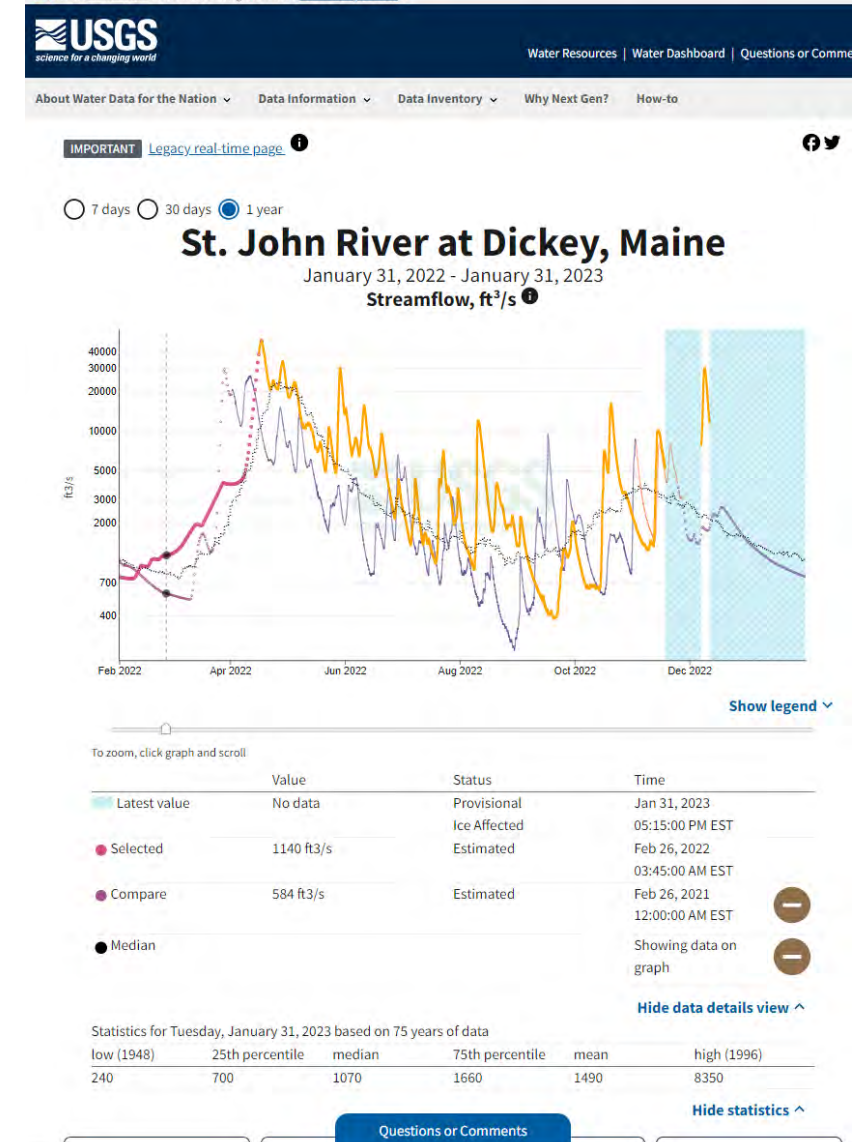 USGS
science for a changing world
Water Resources | Water Dashboard | Questions or Comme
About Water Data for the Nation Data Information Data Inventory Why Next Gen? How-to
IMPORTANT Legacy real-time page
7 days 30 days 1 year
St. John River at Dickey, Maine
January 31, 2022 - January 31, 2023
Streamflow, ft³/s
40000
30000
20000
10000
5000
3000
2000
700
400
ft3/s
USGS
Feb 2022 Apr 2022 Jun 2022 Aug 2022 Oct 2022 Dec 2022
Show legend
To zoom, click graph and scroll
Value Status Time
Latest value No data Provisional Jan 31, 2023
Ice Affected 05:15:00 PM EST
Selected 1140 ft3/s Estimated Feb 26, 2022
03:45:00 AM EST
Compare 584 ft3/s Estimated Feb 26, 2021
12:00:00 AM EST
Median Showing data on
graph
Hide data details view
Statistics for Tuesday, January 31, 2023 based on 75 years of data
low (1948) 25th percentile median 75th percentile mean high (1996)
240 700 1070 1660 1490 8350
Hide statistics
Questions or Comments